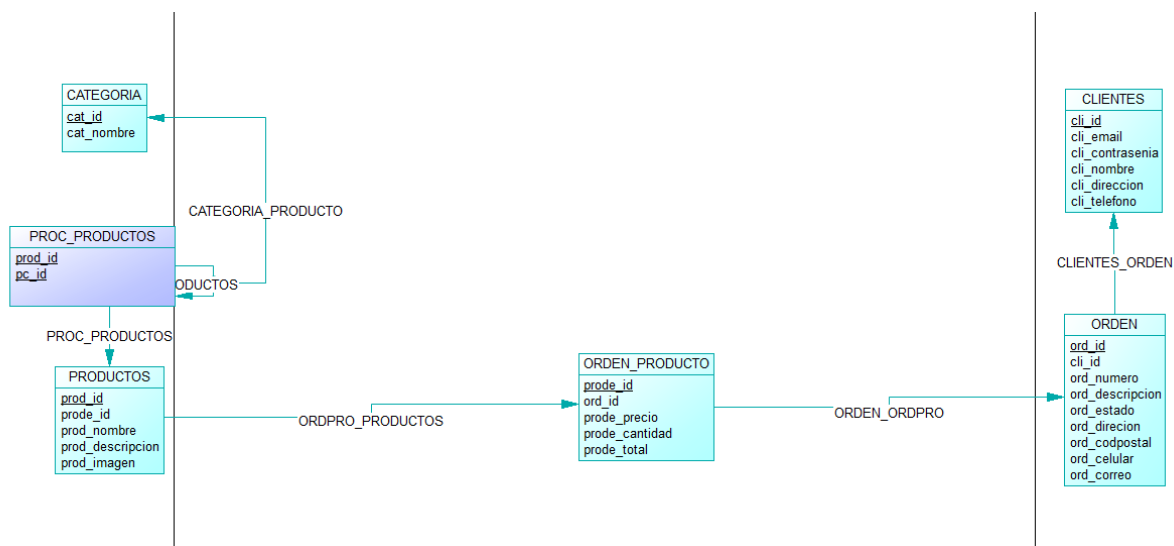 CATEGORIA
cat_id
cat_nombre
CATEGORIA_PRODUCTO
PROC_PRODUCTOS
prod_id
pc_id
ODUCTOS
PROC_PRODUCTOS
PRODUCTOS
prod_id
prode_id
prod_nombre
prod_descripcion
prod_imagen
ORDPRO_PRODUCTOS
ORDEN_PRODUCTO
prode_id
ord_id
prode_precio
prode_cantidad
prode_total
ORDEN_ORDPRO
CLIENTES
cli_id
cli_email
cli_contrasenia
cli_nombre
cli_direccion
cli_telefono
CLIENTES_ORDEN
ORDEN
ord_id
cli_id
ord_numero
ord_descripcion
ord_estado
ord_direcion
ord_codpostal
ord_celular
ord_correo